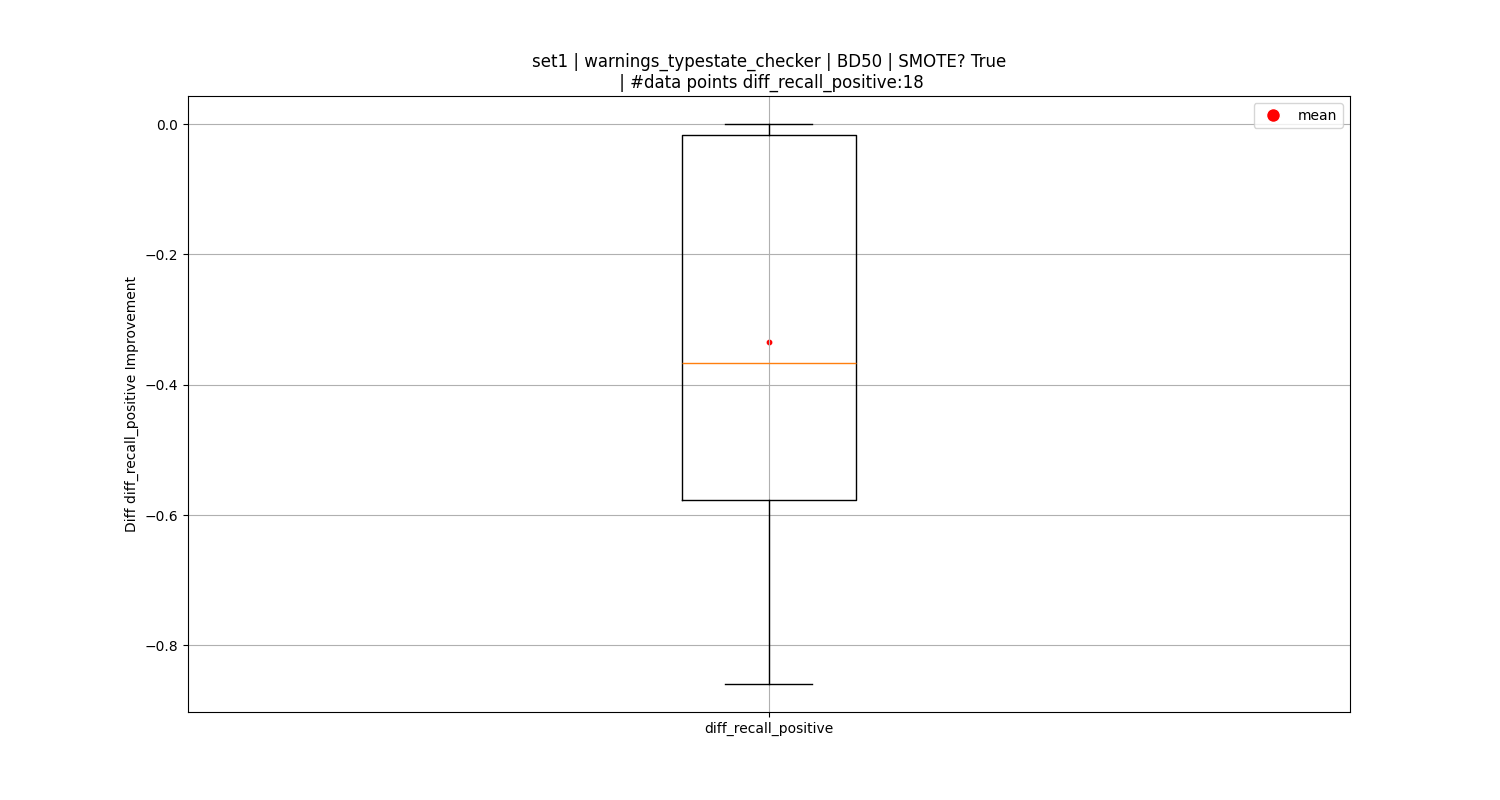 set1 | warnings_typestate_checker | BD50 | SMOTE? True
| #data points diff_recall_positive:18
mean
0.0
−0.2
−0.4
−0.6
−0.8
Diff diff_recall_positive Improvement
diff_recall_positive